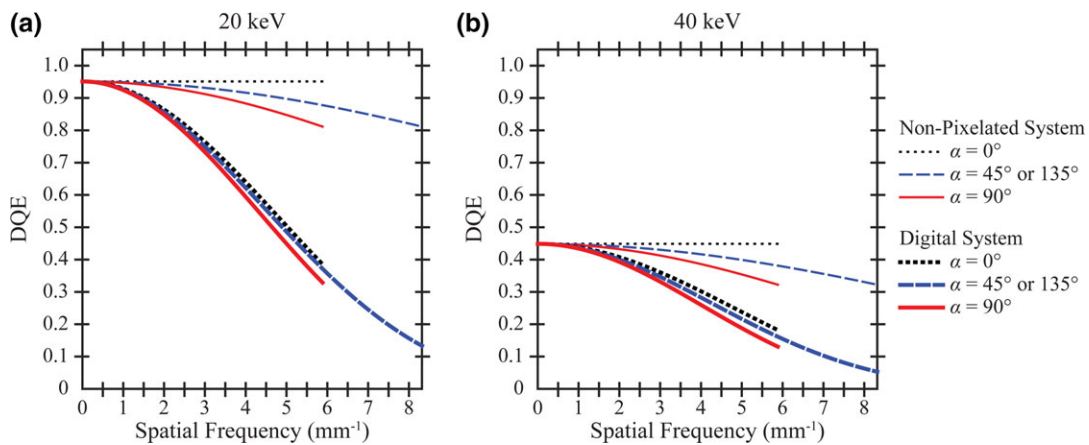 (a)
20 keV
1.0
0.9
0.8
0.7
0.6
0.5
0.4
0.3
0.2
0.1
0
DQE
0 1 2 3 4 5 6 7 8
Spatial Frequency (mm⁻¹)
(b)
40 keV
1.0
0.9
0.8
0.7
0.6
0.5
0.4
0.3
0.2
0.1
0
DQE
0 1 2 3 4 5 6 7 8
Spatial Frequency (mm⁻¹)
Non-Pixelated System
α = 0°
α = 45° or 135°
α = 90°
Digital System
α = 0°
α = 45° or 135°
α = 90°